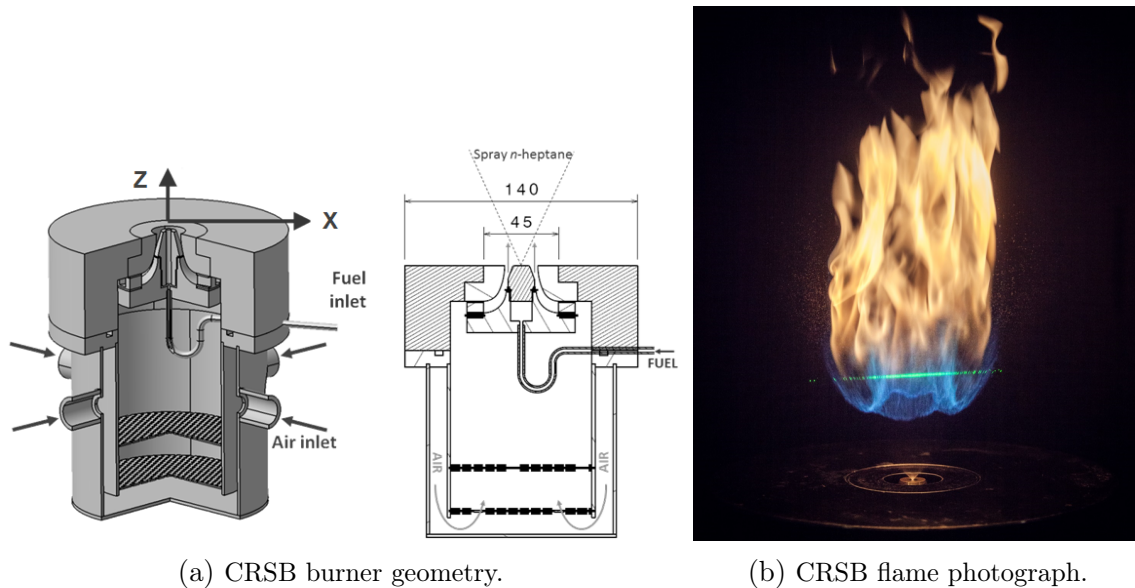 Z
X
Fuel
inlet
Air inlet
Spray n-heptane
140
45
FUEL
AIR
AIR
(a) CRSB burner geometry.
(b) CRSB flame photograph.